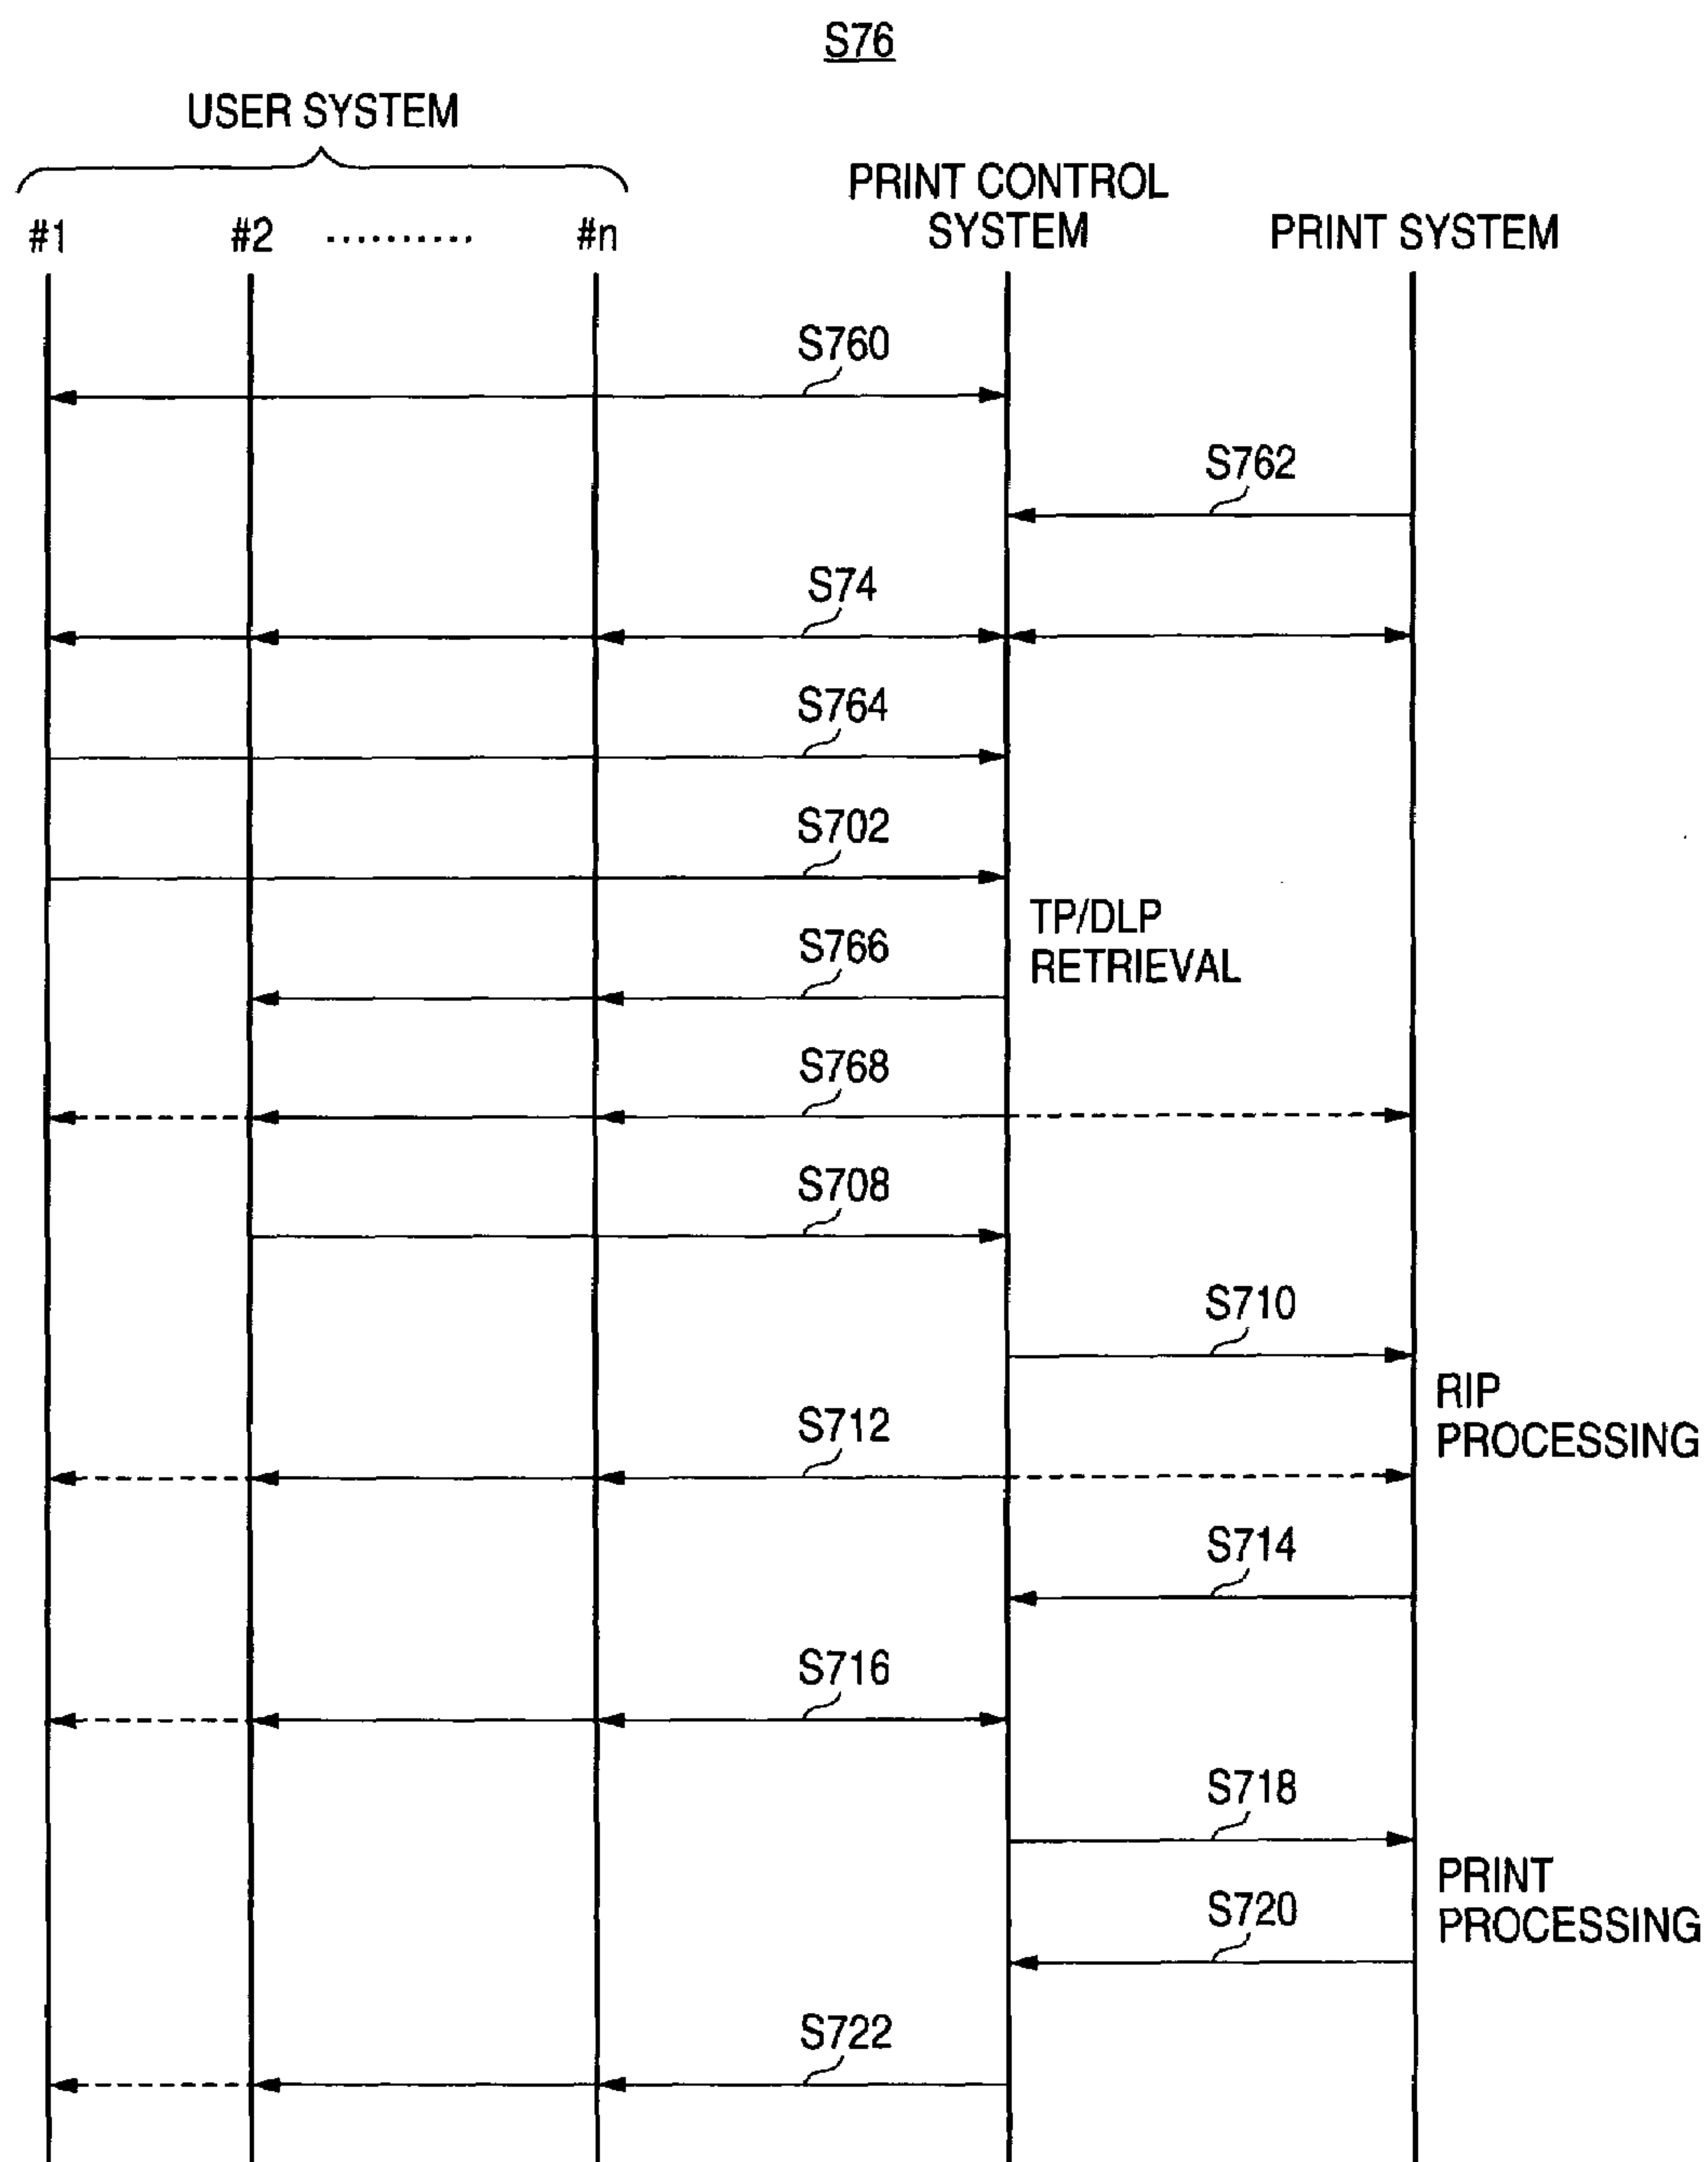 S76
USER SYSTEM
PRINT CONTROL
SYSTEM
PRINT SYSTEM
#1
#2
..........
#n
S760
S762
S74
S764
S702
TP/DLP
RETRIEVAL
S766
S768
S708
S710
RIP
PROCESSING
S712
S714
S716
S718
PRINT
PROCESSING
S720
S722